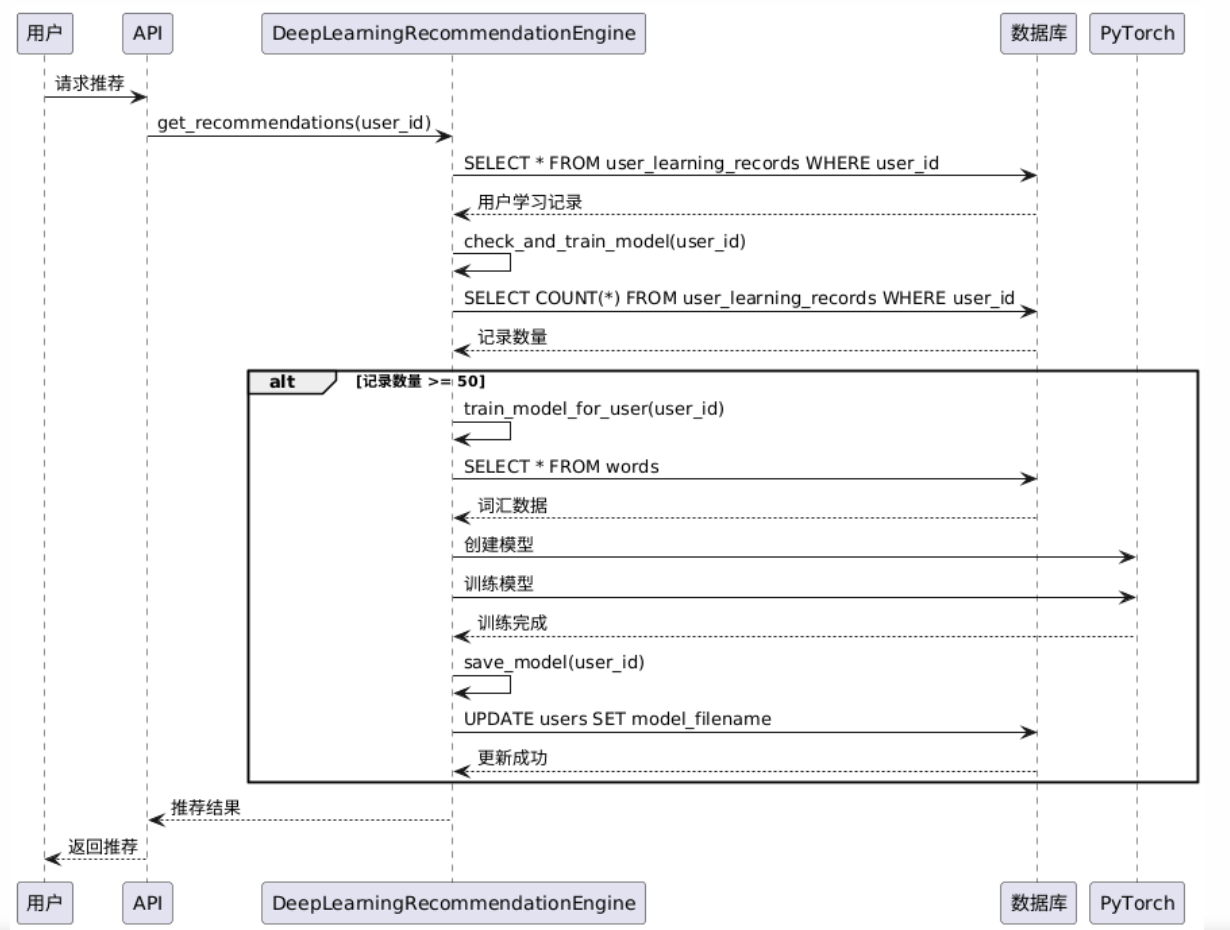 用户 API DeepLearningRecommendationEngine 数据库 PyTorch
请求推荐
get_recommendations(user_id)
SELECT * FROM user_learning_records WHERE user_id
用户学习记录
check_and_train_model(user_id)
SELECT COUNT(*) FROM user_learning_records WHERE user_id
记录数量
alt [记录数量 >= 50]
train_model_for_user(user_id)
SELECT * FROM words
词汇数据
创建模型
训练模型
训练完成
save_model(user_id)
UPDATE users SET model_filename
更新成功
推荐结果
返回推荐
用户 API DeepLearningRecommendationEngine 数据库 PyTorch